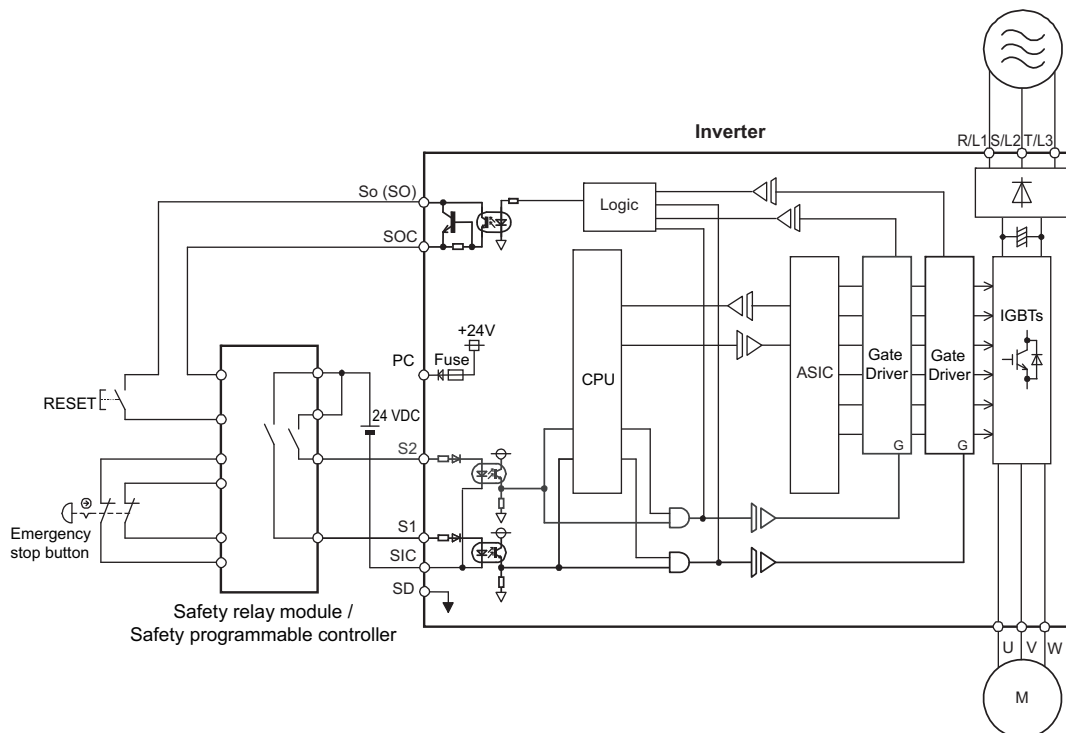 Inverter
R/L1 S/L2 T/L3
So (SO)
SOC
Logic
+24V
PC
Fuse
CPU
ASIC
Gate
Driver
Gate
Driver
IGBTs
RESET
24 VDC
S2
G
G
Emergency
stop button
S1
SIC
SD
Safety relay module /
Safety programmable controller
U V W
M